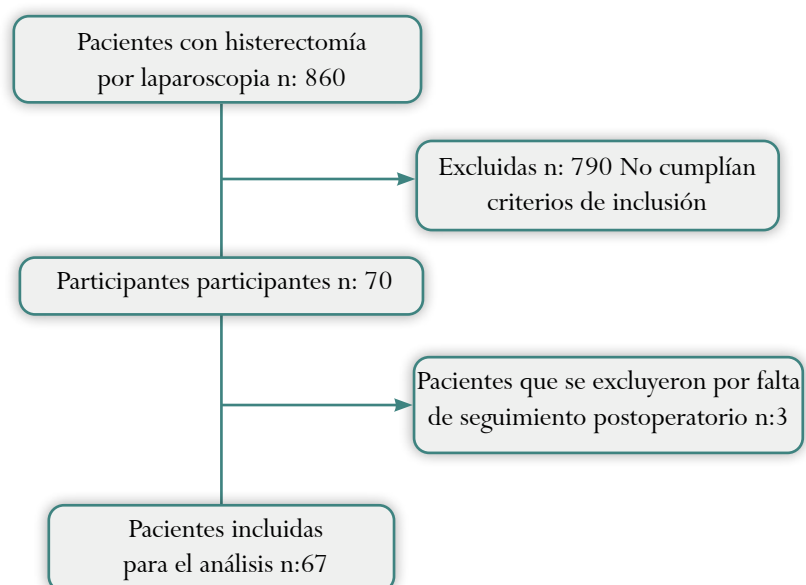 Pacientes con histerectomía
por laparoscopia n: 860
Excluidas n: 790 No cumplían
criterios de inclusión
Participantes participantes n: 70
Pacientes que se excluyeron por falta
de seguimiento postoperatorio n:3
Pacientes incluidas
para el análisis n:67